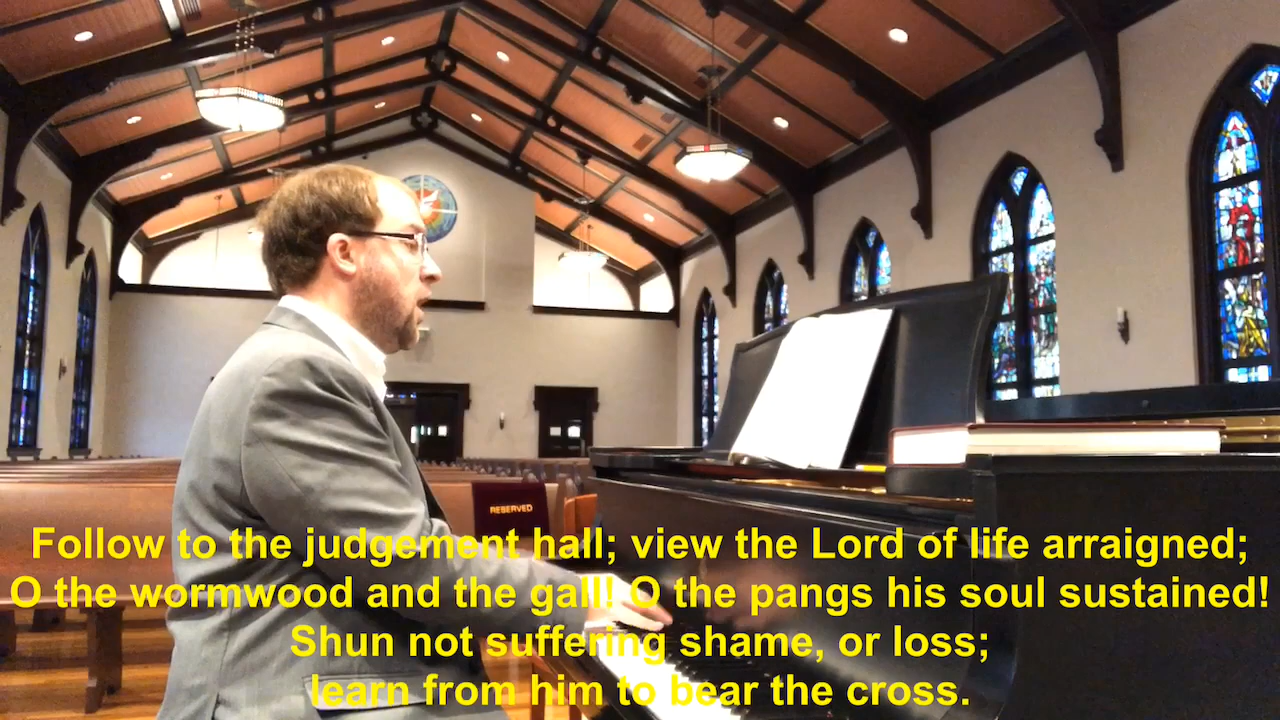 RESERVED
Follow to the judgement hall; view the Lord of life arraigned;
O the wormwood and the gall! O the pangs his soul sustained!
Shun not suffering shame, or loss;
learn from him to bear the cross.